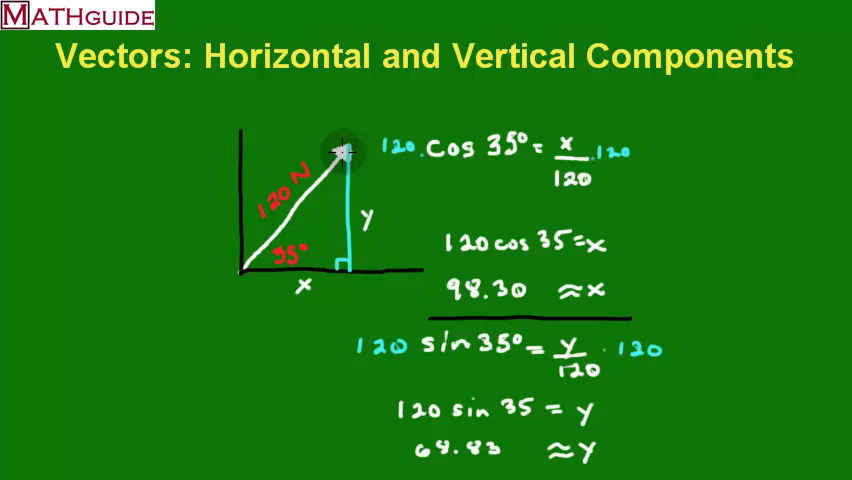 MATHGUIDE
Vectors: Horizontal and Vertical Components
120 N
35°
y
x
120 · cos 35° = x/120 · 120
120 cos 35 = x
98.30 ≈ x
120 sin 35° = y/120 · 120
120 sin 35 = y
68.83 ≈ y